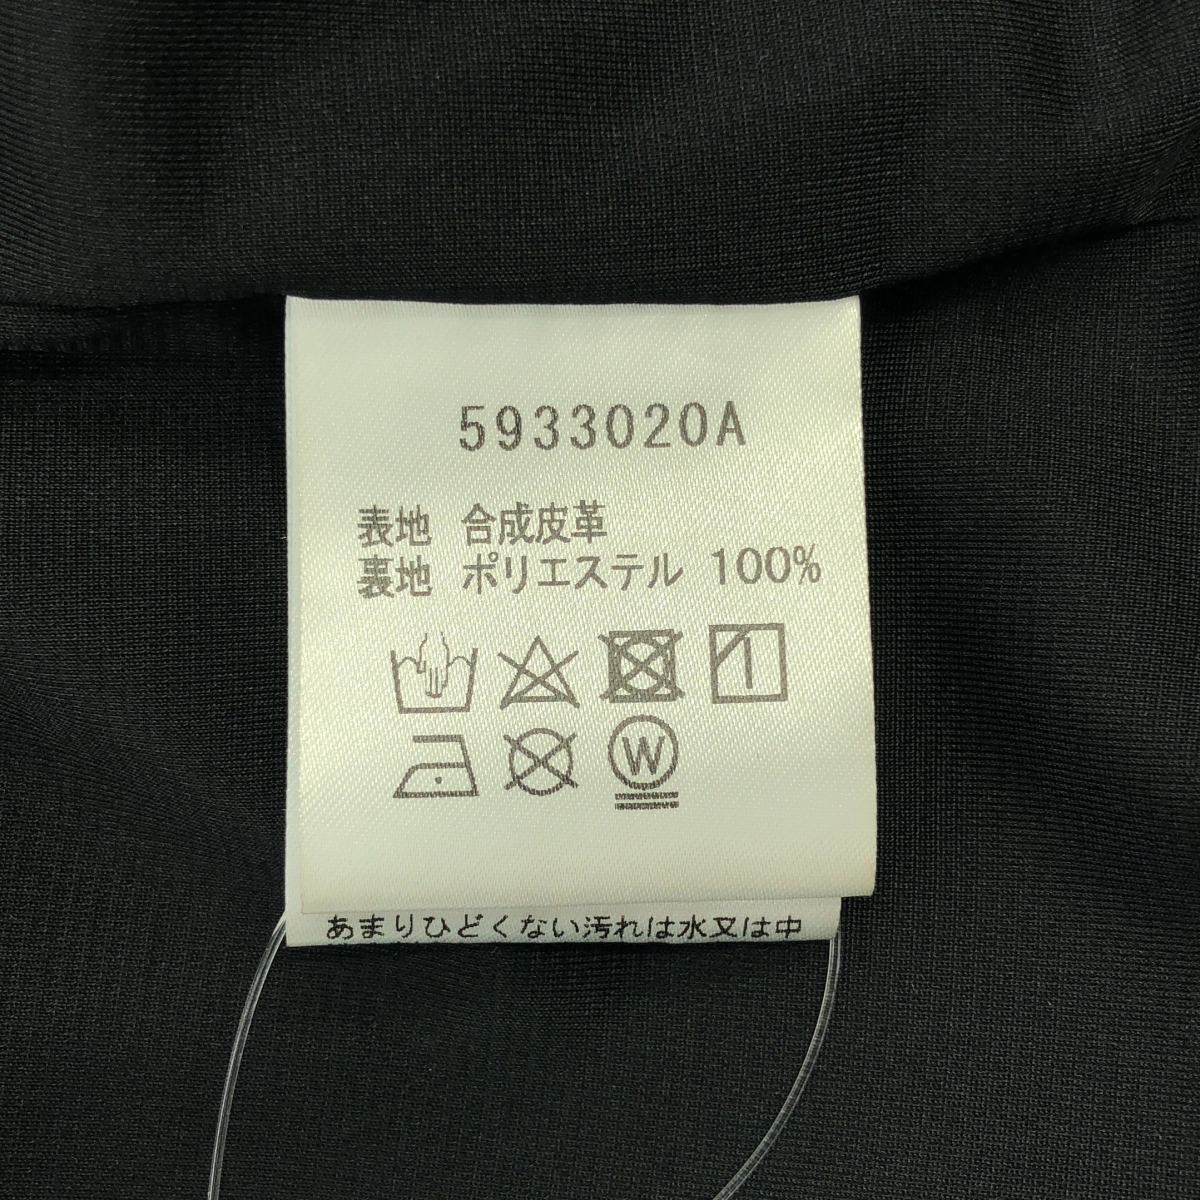 5933020A
表地 合成皮革
裏地 ポリエステル 100%
W
あまりひどくない汚れは水又は中